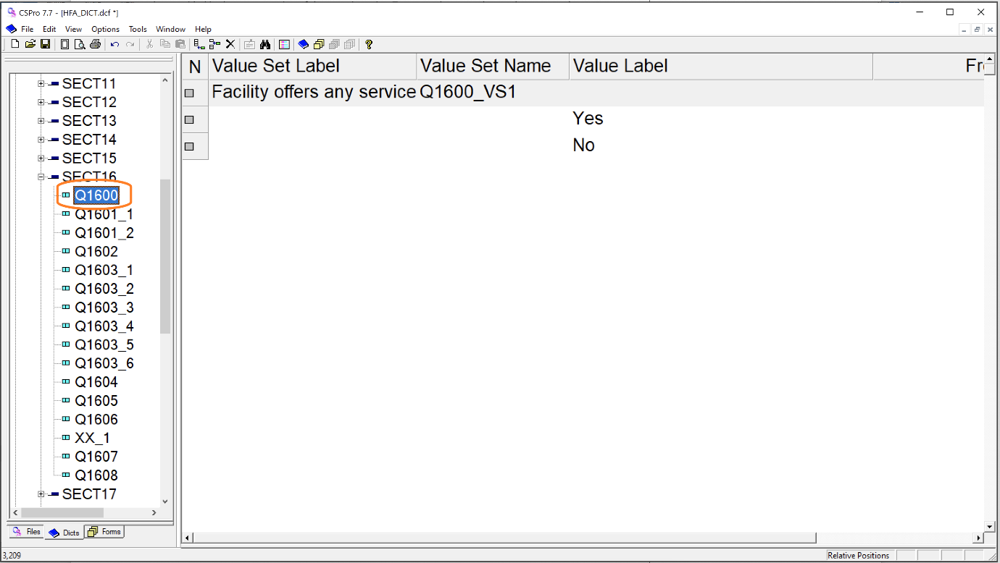 CSPro 7.7 - [HFA_DICT.dcf *]
File Edit View Options Tools Window Help
N Value Set Label Value Set Name Value Label Fr
Facility offers any service Q1600_VS1
Yes
No
SECT11
SECT12
SECT13
SECT14
SECT15
SECT16
Q1600
Q1601_1
Q1601_2
Q1602
Q1603_1
Q1603_2
Q1603_3
Q1603_4
Q1603_5
Q1603_6
Q1604
Q1605
Q1606
XX_1
Q1607
Q1608
SECT17
Files Dicts Forms
3,209 Relative Positions